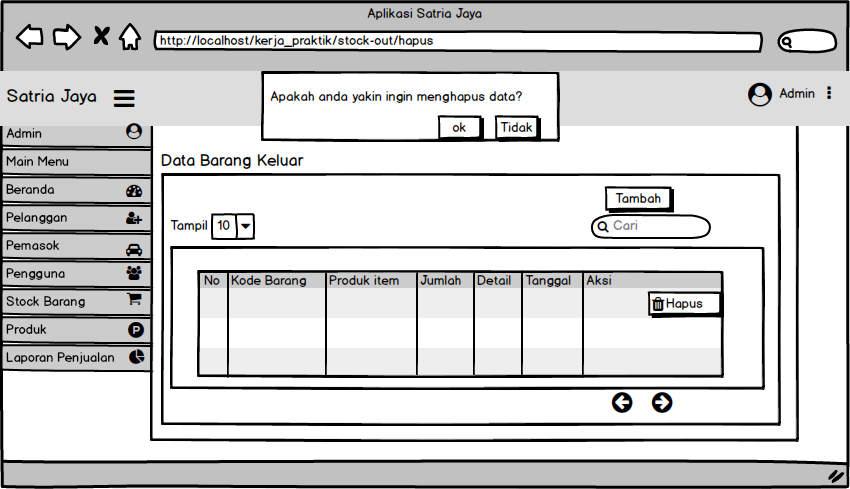 Aplikasi Satria Jaya
http://localhost/kerja_praktik/stock-out/hapus
Satria Jaya
Apakah anda yakin ingin menghapus data?
ok Tidak
Admin
Admin
Main Menu
Beranda
Pelanggan
Pemasok
Pengguna
Stock Barang
Produk
P
Laporan Penjualan
Data Barang Keluar
Tambah
Tampil 10
Cari
No Kode Barang Produk item Jumlah Detail Tanggal Aksi
Hapus